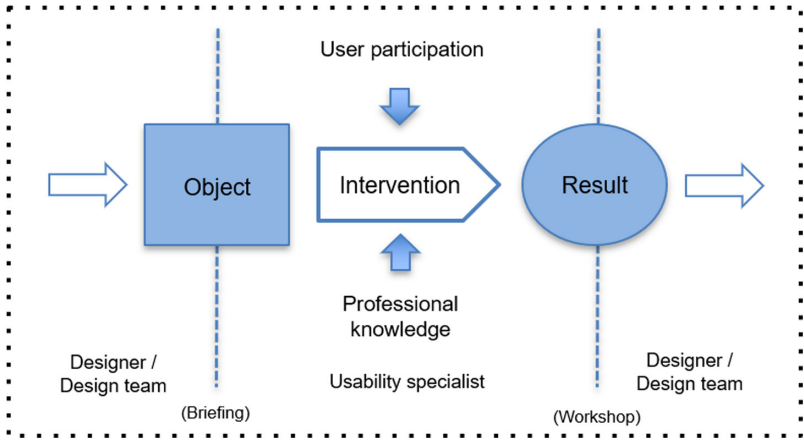 User participation
Object
Intervention
Result
Professional
knowledge
Designer /
Design team
Usability specialist
Designer /
Design team
(Briefing)
(Workshop)